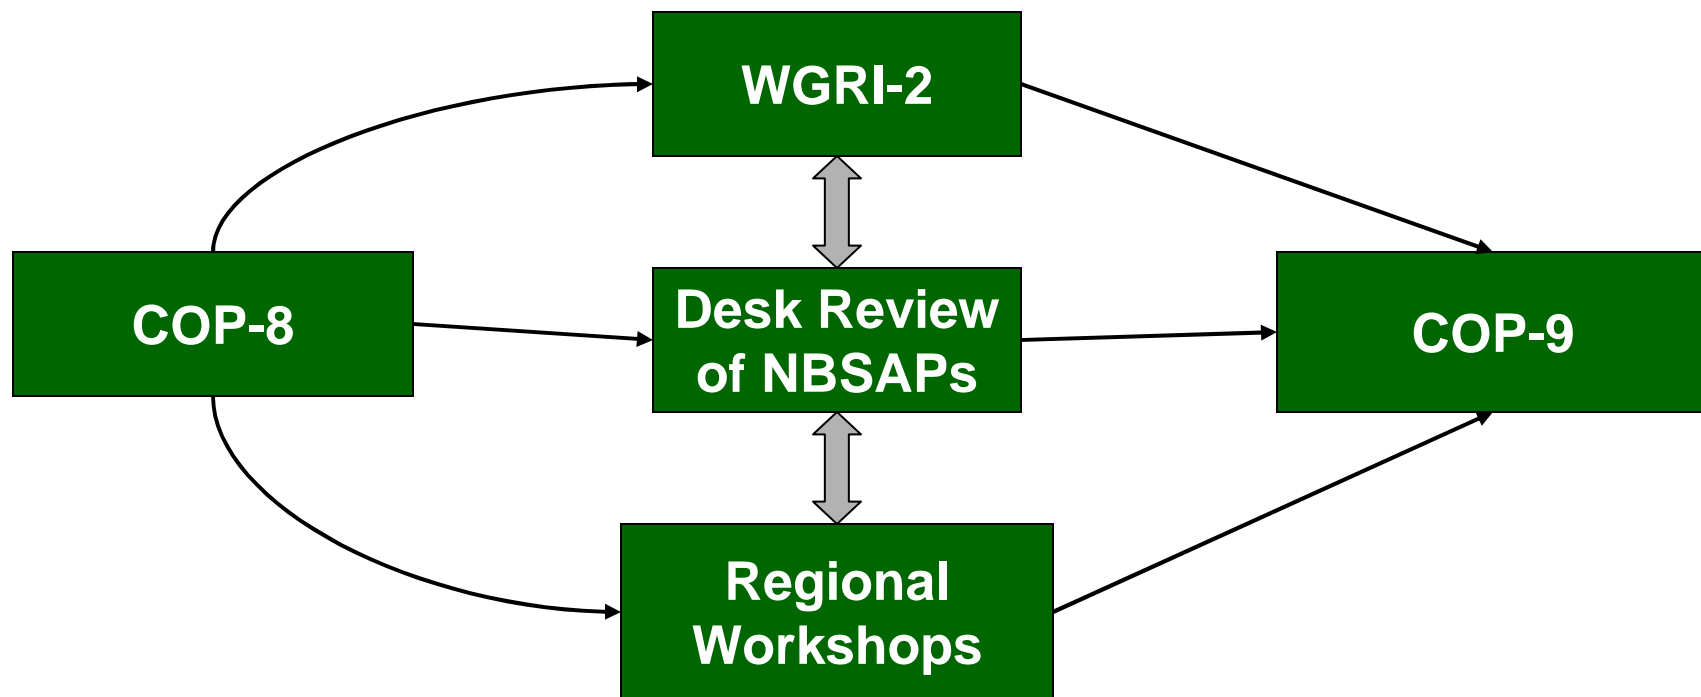 WGRI-2
COP-8
Desk Review
of NBSAPs
COP-9
Regional
Workshops